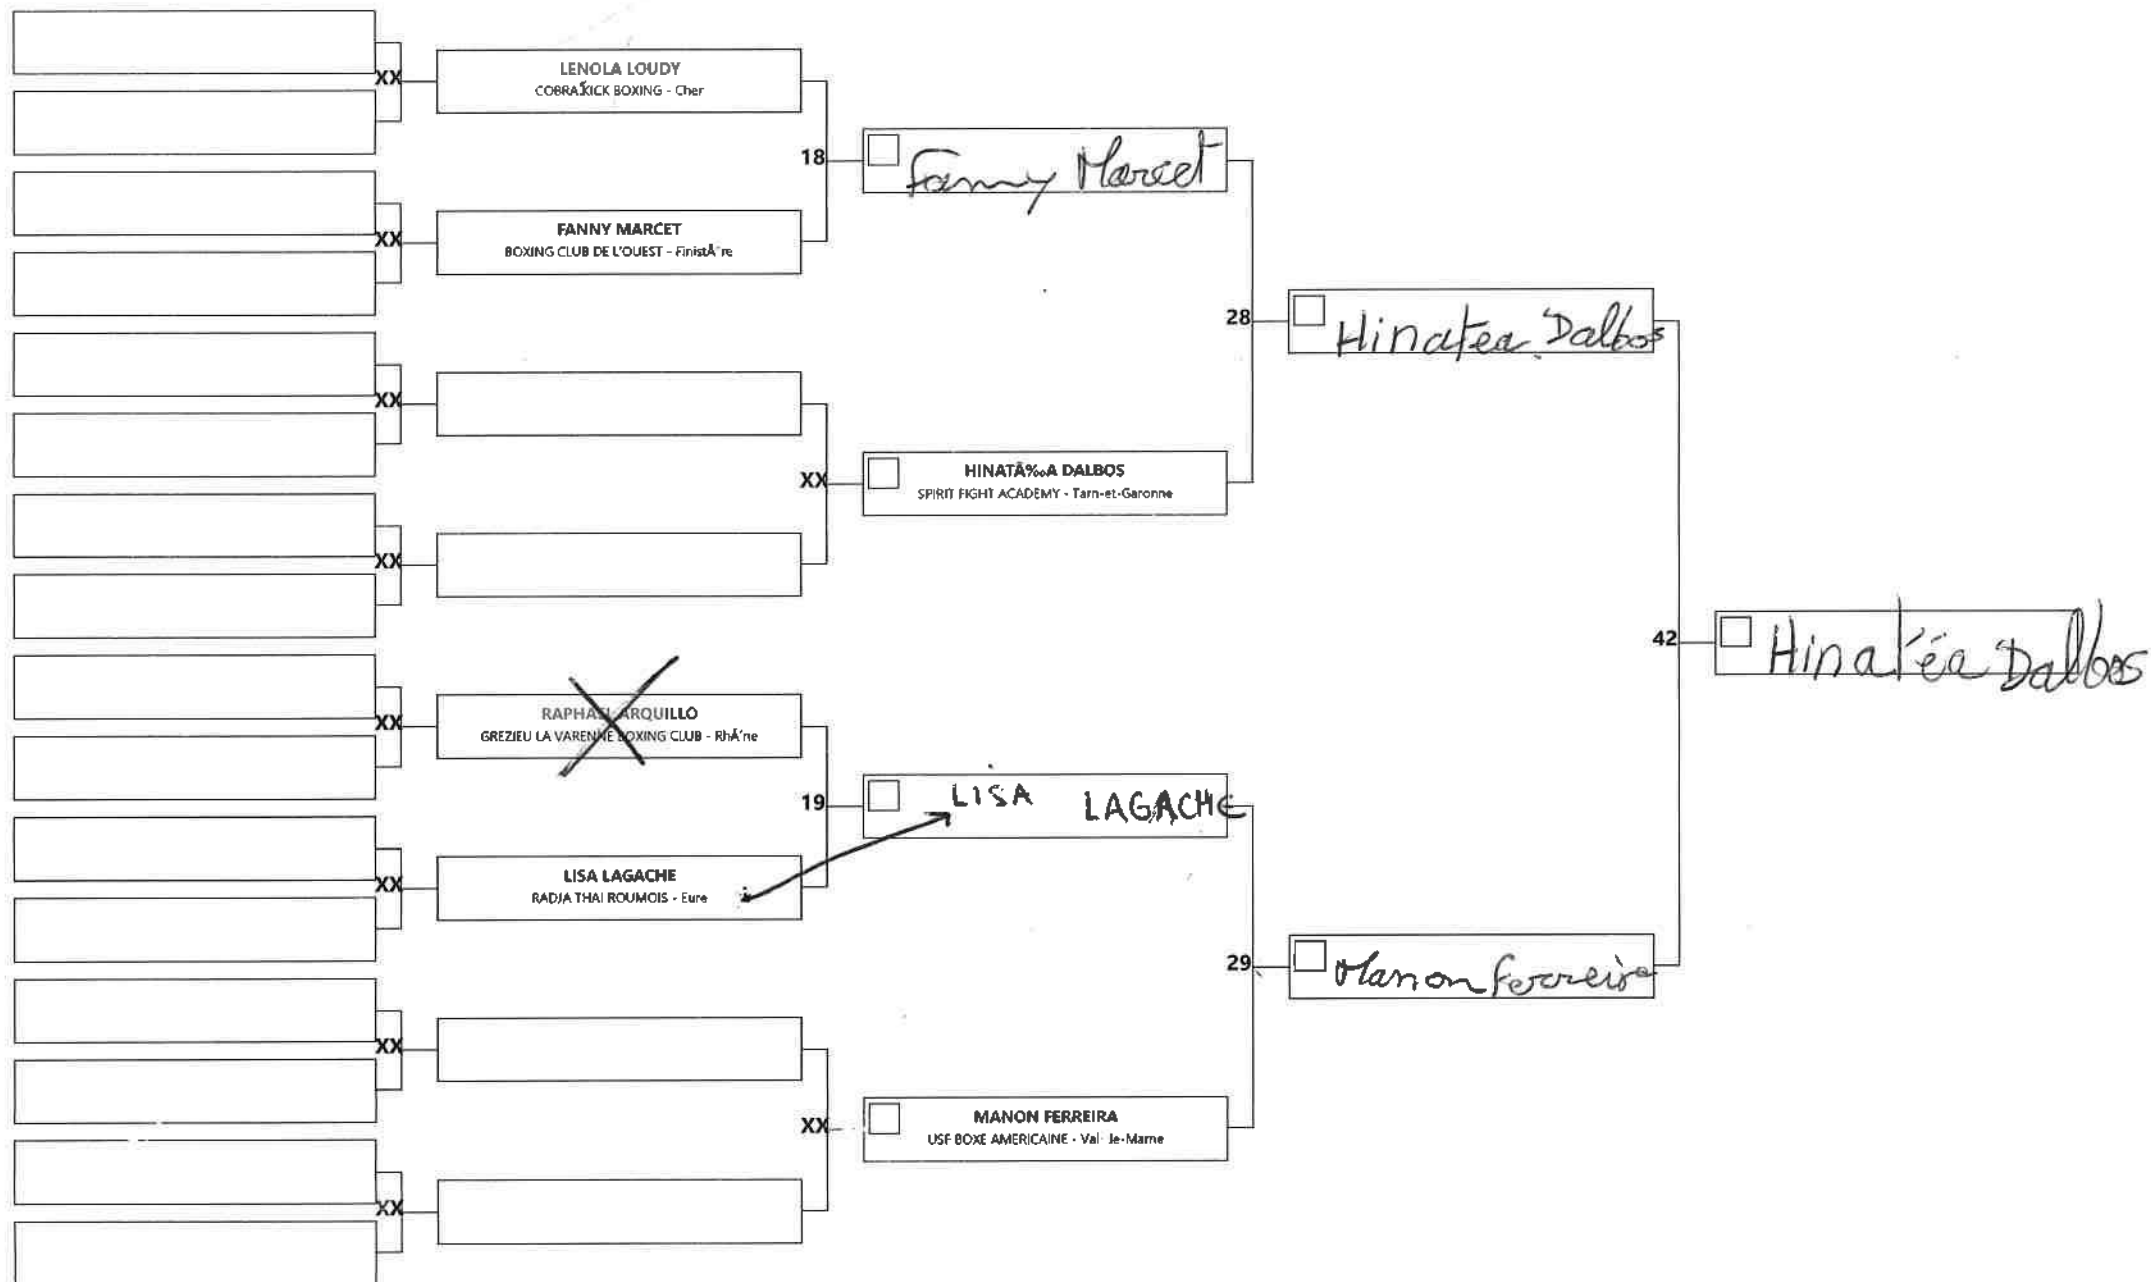 XX
LENOLA LOUDY
COBRA KICK BOXING - Cher
18
Fanny Marcet
XX
FANNY MARCET
BOXING CLUB DE L'OUEST - FinistÃ¨re
28
Hinatea Dalbos
XX
XX
HINATÃ‰A DALBOS
SPIRIT FIGHT ACADEMY - Tarn-et-Garonne
XX
42
Hinatéa Dalbos
XX
RAPHAEL ARQUILLO
GREZIEU LA VARENNE BOXING CLUB - RhÃ´ne
19
LISA LAGACHE
XX
LISA LAGACHE
RADJA THAI ROUMOIS - Eure
29
Manon Ferreira
XX
XX
MANON FERREIRA
USF BOXE AMERICAINE - Val-de-Marne
XX